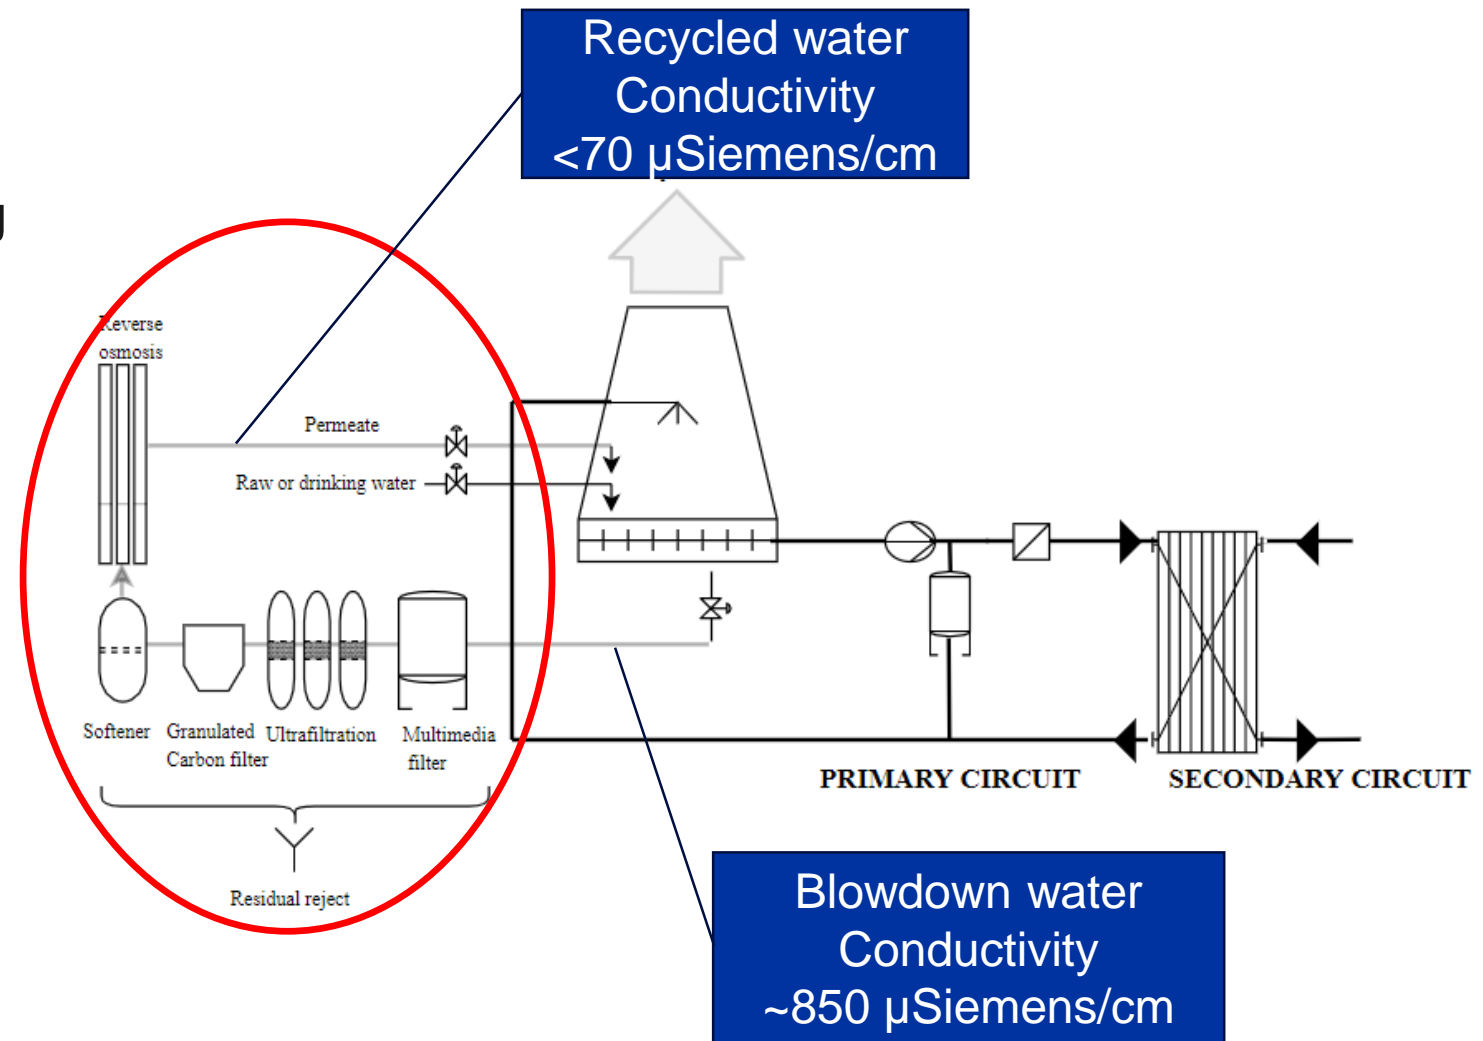 Recycled water
Conductivity
<70 µSiemens/cm
g
Reverse
osmosis
Permeate
Raw or drinking water
Softener
Granulated
Carbon filter
Ultrafiltration
Multimedia
filter
Residual reject
PRIMARY CIRCUIT
SECONDARY CIRCUIT
Blowdown water
Conductivity
~850 µSiemens/cm